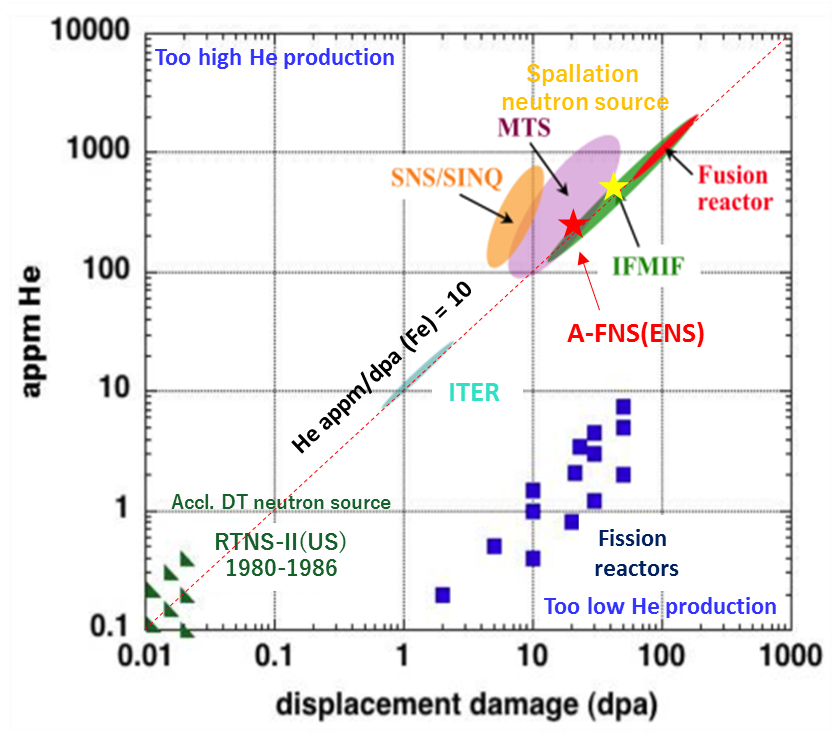 10000
Too high He production
Spallation
neutron source
MTS
1000
SNS/SINQ
Fusion
reactor
IFMIF
100
appm He
A-FNS(ENS)
He appm/dpa (Fe) = 10
10
ITER
Accl. DT neutron source
1
RTNS-II(US)
1980-1986
Fission
reactors
Too low He production
0.1
0.01 0.1 1 10 100 1000
displacement damage (dpa)